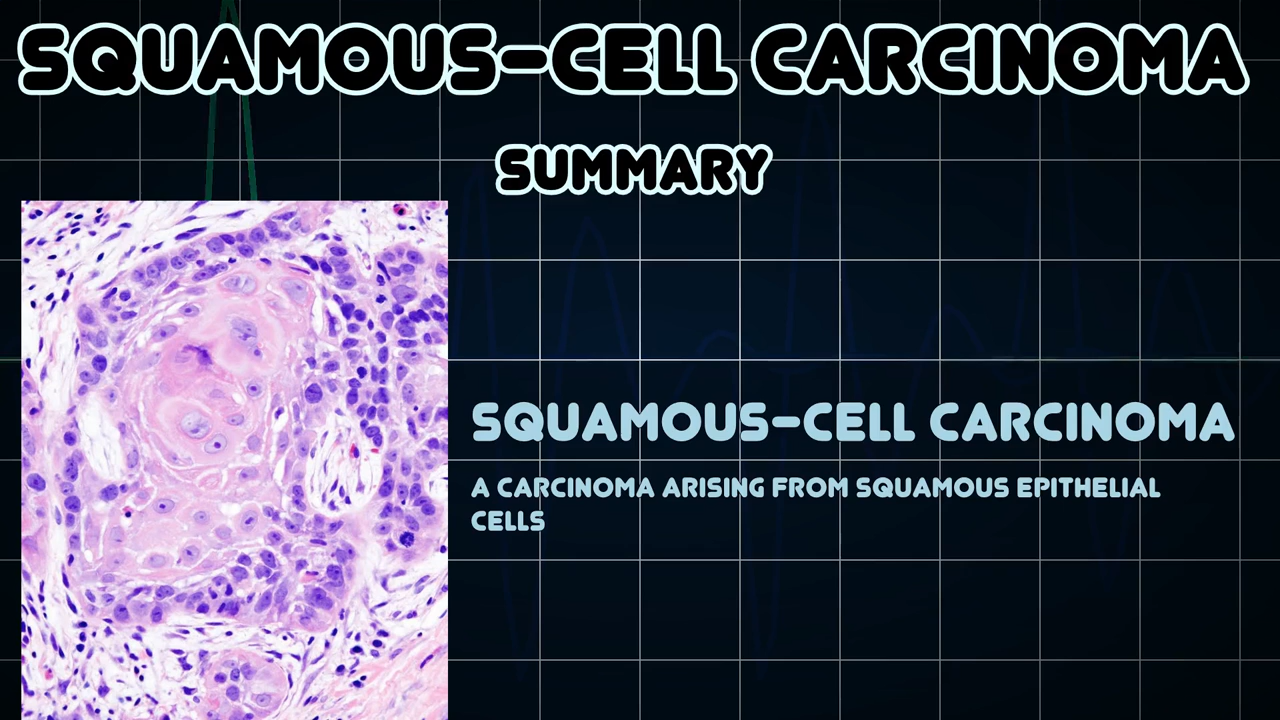 SQUAMOUS-CELL CARCINOMA
SUMMARY
SQUAMOUS-CELL CARCINOMA
A CARCINOMA ARISING FROM SQUAMOUS EPITHELIAL
CELLS